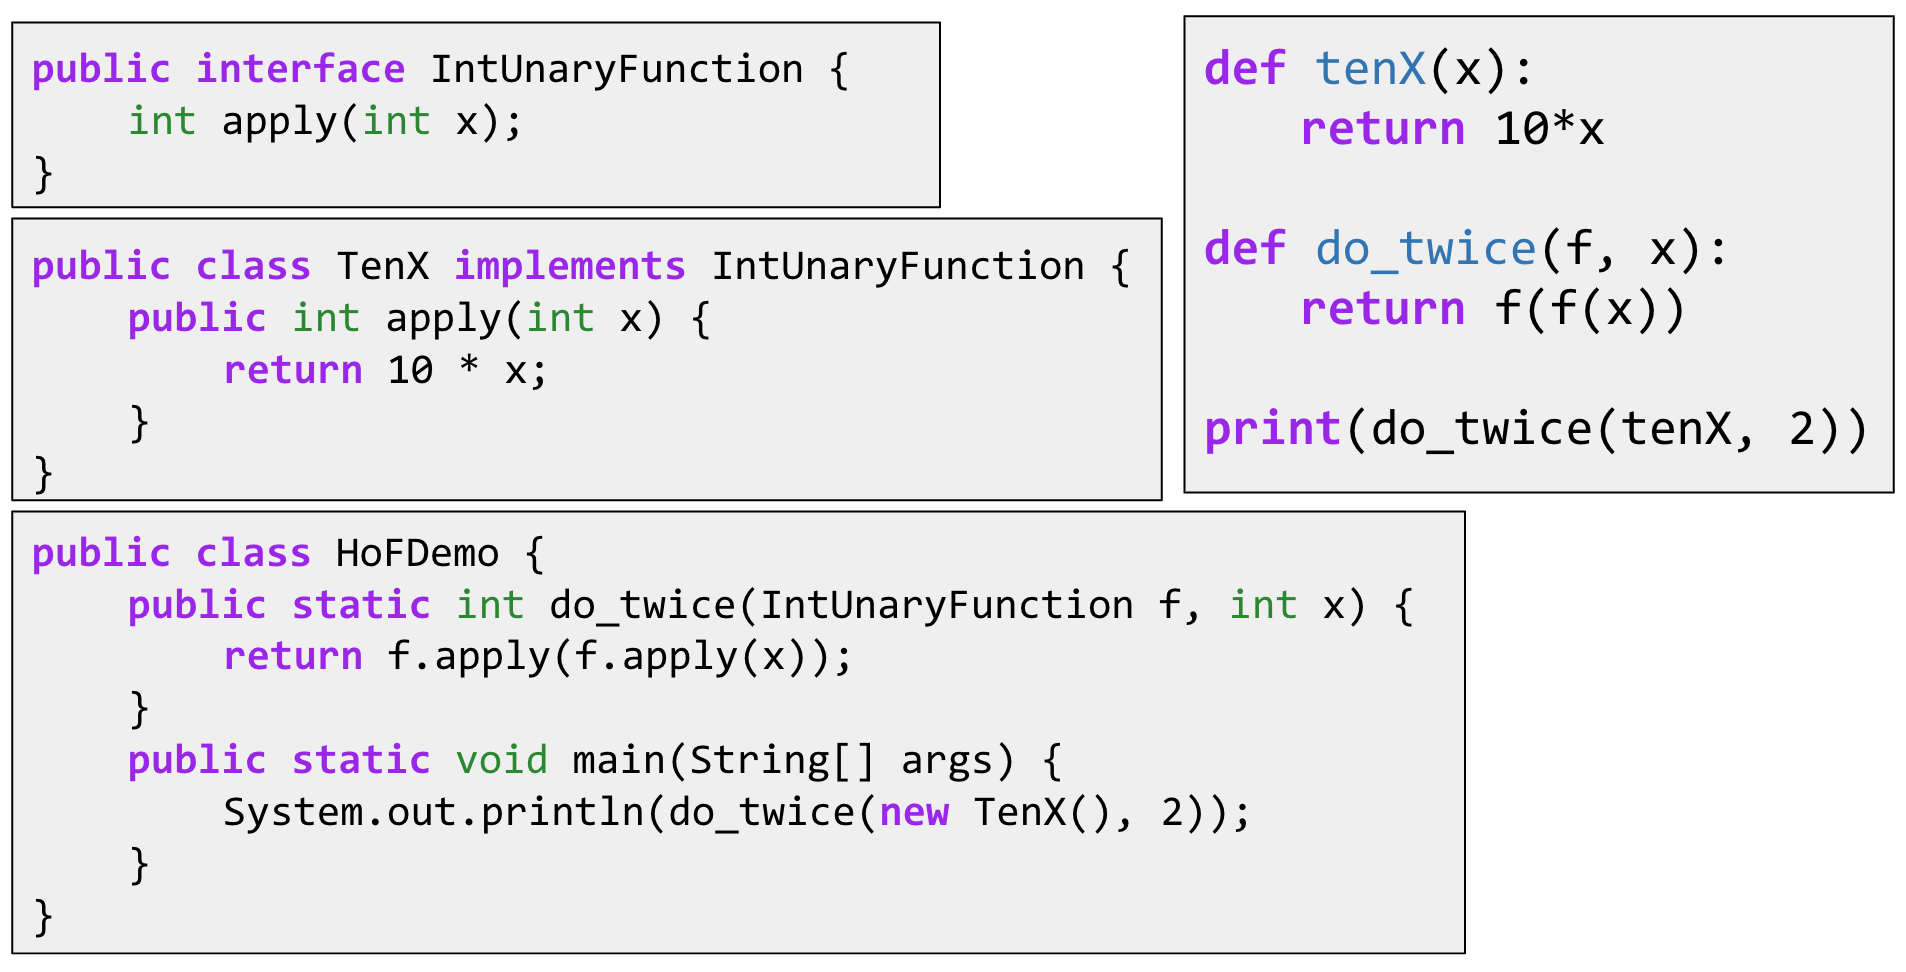 public interface IntUnaryFunction {
    int apply(int x);
}
public class TenX implements IntUnaryFunction {
    public int apply(int x) {
        return 10 * x;
    }
}
public class HoFDemo {
    public static int do_twice(IntUnaryFunction f, int x) {
        return f.apply(f.apply(x));
    }
    public static void main(String[] args) {
        System.out.println(do_twice(new TenX(), 2));
    }
}
def tenX(x):
    return 10*x
def do_twice(f, x):
    return f(f(x))
print(do_twice(tenX, 2))